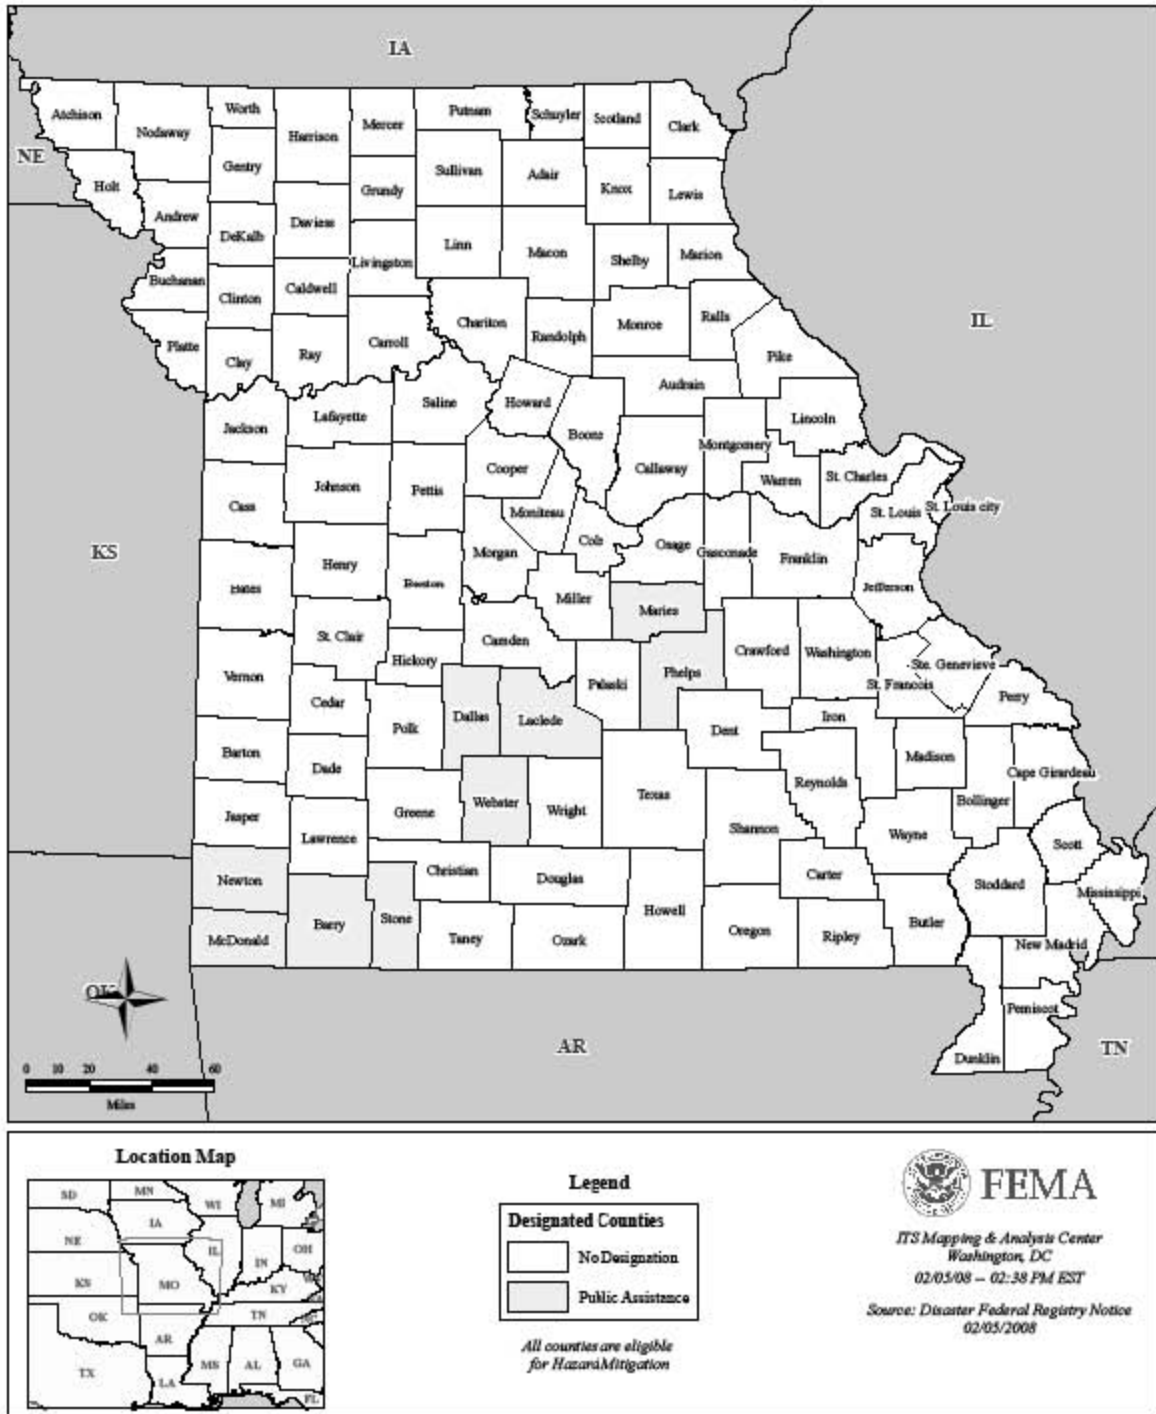 IA
Atchison
Nodaway
Worth
Harrison
Mercer
Putnam
Schuyler
Scotland
Clark
NE
Holt
Gentry
Grundy
Sullivan
Adair
Knox
Lewis
Andrew
DeKalb
Daviess
Livingston
Linn
Macon
Shelby
Marion
Buchanan
Clinton
Caldwell
Chariton
Randolph
Monroe
Ralls
IL
Platte
Clay
Ray
Carroll
Pike
Audrain
Jackson
Lafayette
Saline
Howard
Boone
Lincoln
Montgomery
Callaway
Warren
St. Charles
Cooper
Cass
Johnson
Pettis
Moniteau
St. Louis
St. Louis city
KS
Cole
Osage
Gasconade
Franklin
Morgan
Henry
Bates
Benton
Miller
Maries
Jefferson
St. Clair
Camden
Hickory
Vernon
Pulaski
Phelps
Crawford
Washington
Ste. Genevieve
St. Francois
Perry
Cedar
Polk
Dallas
Laclede
Dent
Iron
Madison
Cape Girardeau
Barton
Dade
Reynolds
Bollinger
Jasper
Greene
Webster
Wright
Texas
Shannon
Wayne
Scott
Lawrence
Newton
Christian
Douglas
Carter
Stoddard
Mississippi
McDonald
Barry
Stone
Taney
Ozark
Howell
Oregon
Ripley
Butler
New Madrid
Pemiscot
Dunklin
OK
AR
TN
0 10 20 40 60
Miles
Location Map
SD
MN
WI
MI
IA
NE
IL
IN
OH
KS
MO
KY
OK
TN
AR
TX
LA
MS
AL
GA
FL
Legend
Designated Counties
No Designation
Public Assistance
All counties are eligible
for Hazard Mitigation
FEMA
ITS Mapping & Analysis Center
Washington, DC
02/05/08 -- 02:38 PM EST
Source: Disaster Federal Registry Notice
02/05/2008